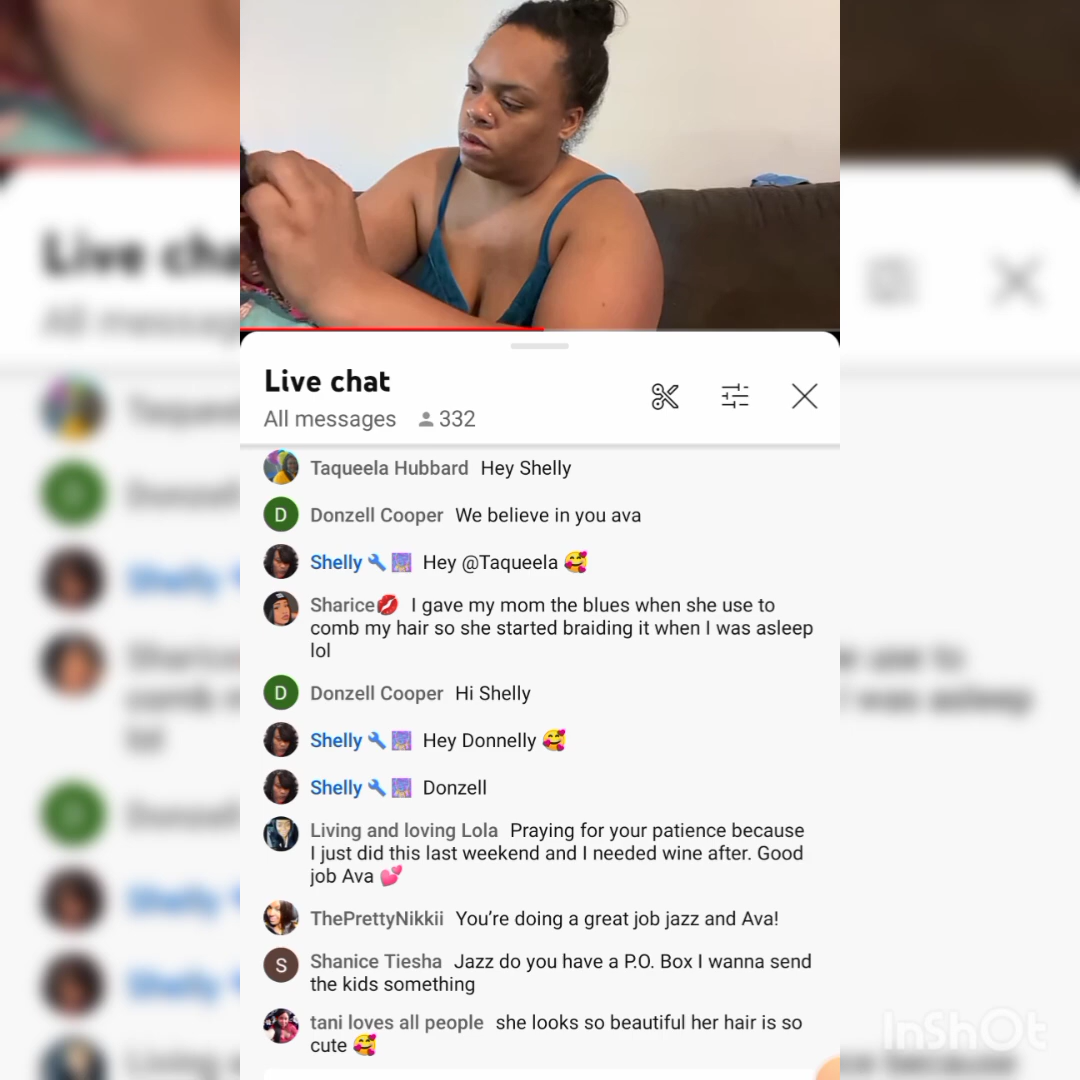 Live chat
All messages 332
Taqueela Hubbard Hey Shelly
D Donzell Cooper We believe in you ava
Shelly Hey @Taqueela 🥰
Sharice💋 I gave my mom the blues when she use to
comb my hair so she started braiding it when I was asleep
lol
D Donzell Cooper Hi Shelly
Shelly Hey Donnelly 🥰
Shelly Donzell
Living and loving Lola Praying for your patience because
I just did this last weekend and I needed wine after. Good
job Ava 💕
ThePrettyNikkii You’re doing a great job jazz and Ava!
S Shanice Tiesha Jazz do you have a P.O. Box I wanna send
the kids something
tani loves all people she looks so beautiful her hair is so
cute 🥰
InShOt